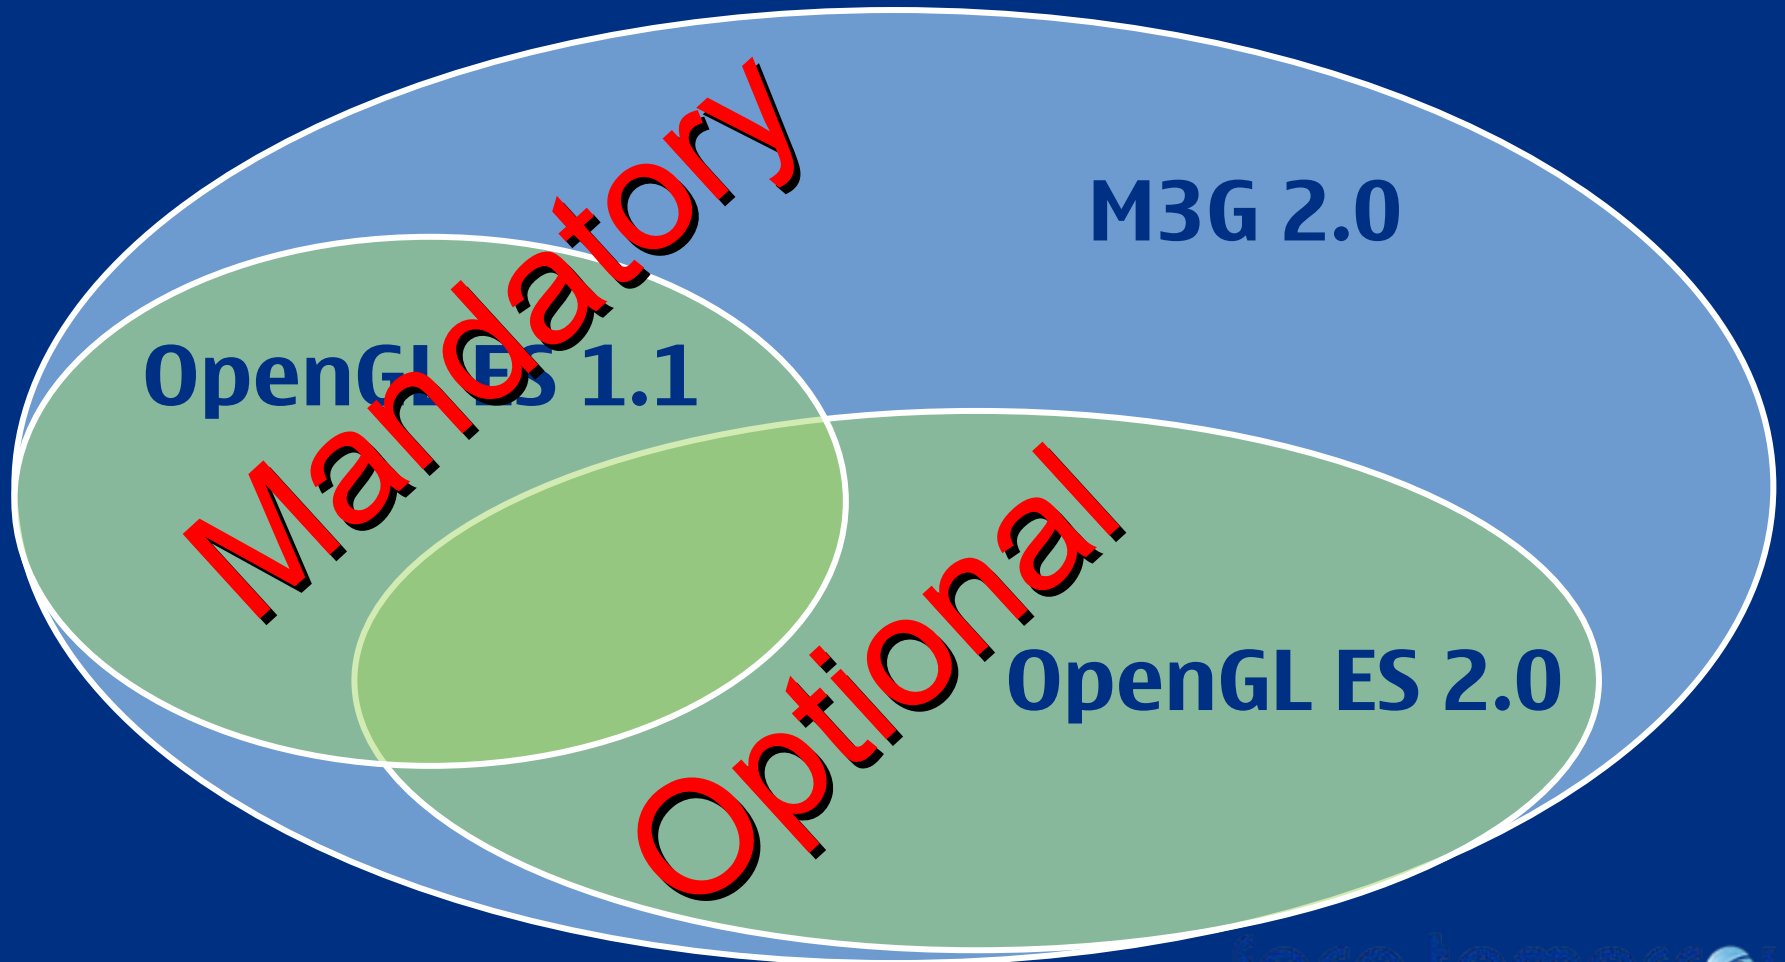 Mandatory
M3G 2.0
OpenGL ES 1.1
Optional
OpenGL ES 2.0